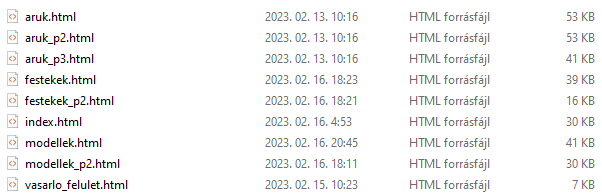 aruk.html 2023. 02. 13. 10:16 HTML forrásfájl 53 KB
aruk_p2.html 2023. 02. 13. 10:16 HTML forrásfájl 53 KB
aruk_p3.html 2023. 02. 13. 10:16 HTML forrásfájl 41 KB
festekek.html 2023. 02. 16. 18:23 HTML forrásfájl 39 KB
festekek_p2.html 2023. 02. 16. 18:21 HTML forrásfájl 16 KB
index.html 2023. 02. 16. 4:53 HTML forrásfájl 30 KB
modellek.html 2023. 02. 16. 20:45 HTML forrásfájl 41 KB
modellek_p2.html 2023. 02. 16. 18:11 HTML forrásfájl 30 KB
vasarlo_felulet.html 2023. 02. 15. 10:23 HTML forrásfájl 7 KB